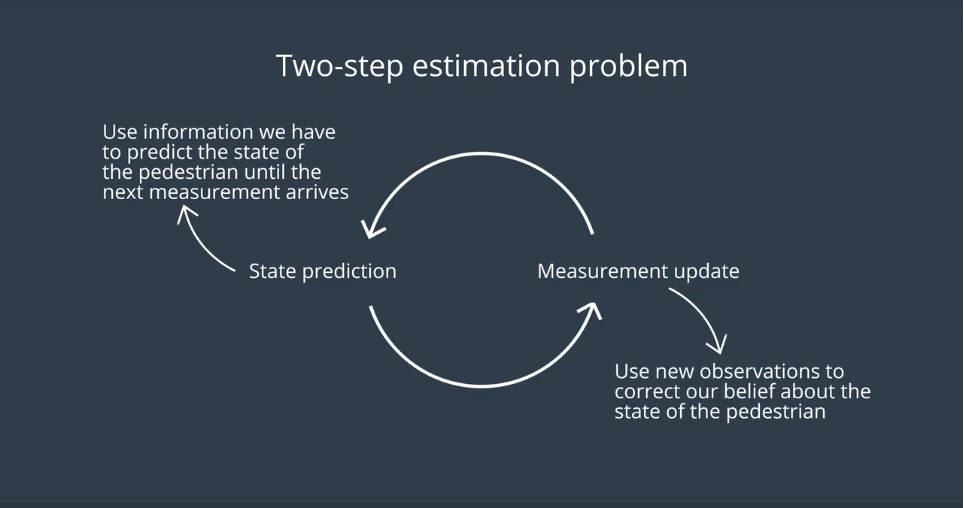 Two-step estimation problem
Use information we have
to predict the state of
the pedestrian until the
next measurement arrives
State prediction
Measurement update
Use new observations to
correct our belief about the
state of the pedestrian